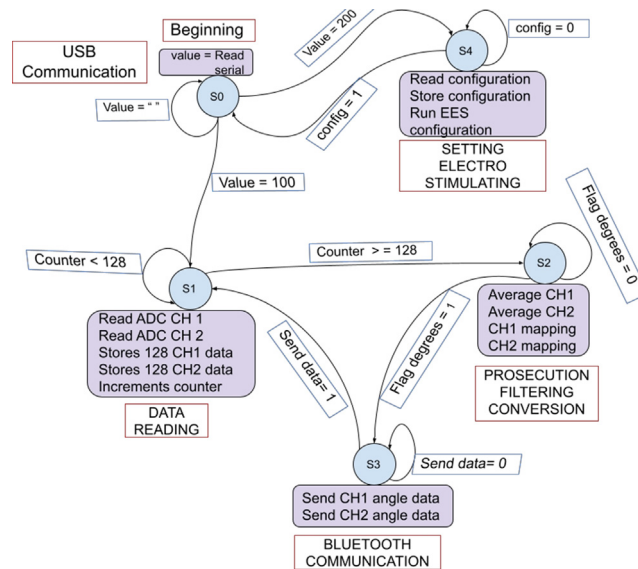 USB
Communication
Beginning
value = Read
serial
S0
Value = “ ”
Value = 200
config = 1
S4
config = 0
Read configuration
Store configuration
Run EES
configuration
SETTING
ELECTRO
STIMULATING
Value = 100
Counter < 128
S1
Counter > = 128
S2
Flag degrees = 0
Read ADC CH 1
Read ADC CH 2
Stores 128 CH1 data
Stores 128 CH2 data
Increments counter
DATA
READING
Send data= 1
Flag degrees = 1
Average CH1
Average CH2
CH1 mapping
CH2 mapping
PROSECUTION
FILTERING
CONVERSION
S3
Send data= 0
Send CH1 angle data
Send CH2 angle data
BLUETOOTH
COMMUNICATION